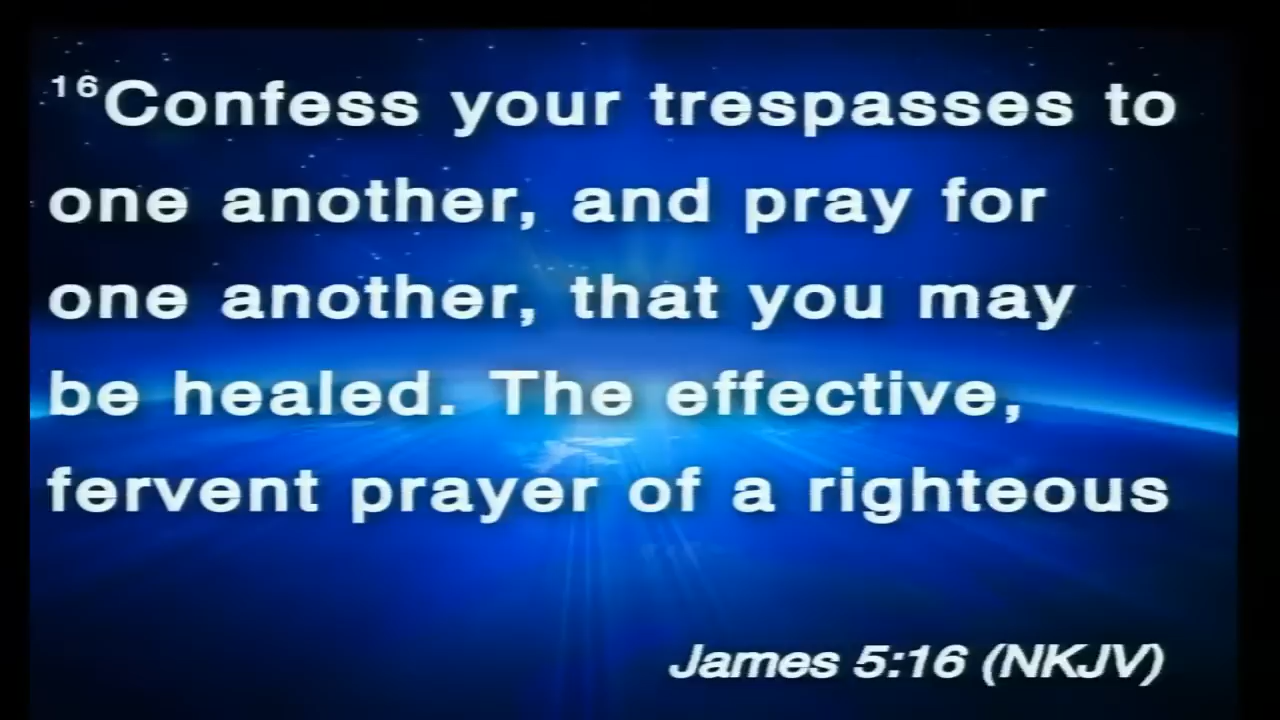 ¹⁶Confess your trespasses to
one another, and pray for
one another, that you may
be healed. The effective,
fervent prayer of a righteous
James 5:16 (NKJV)